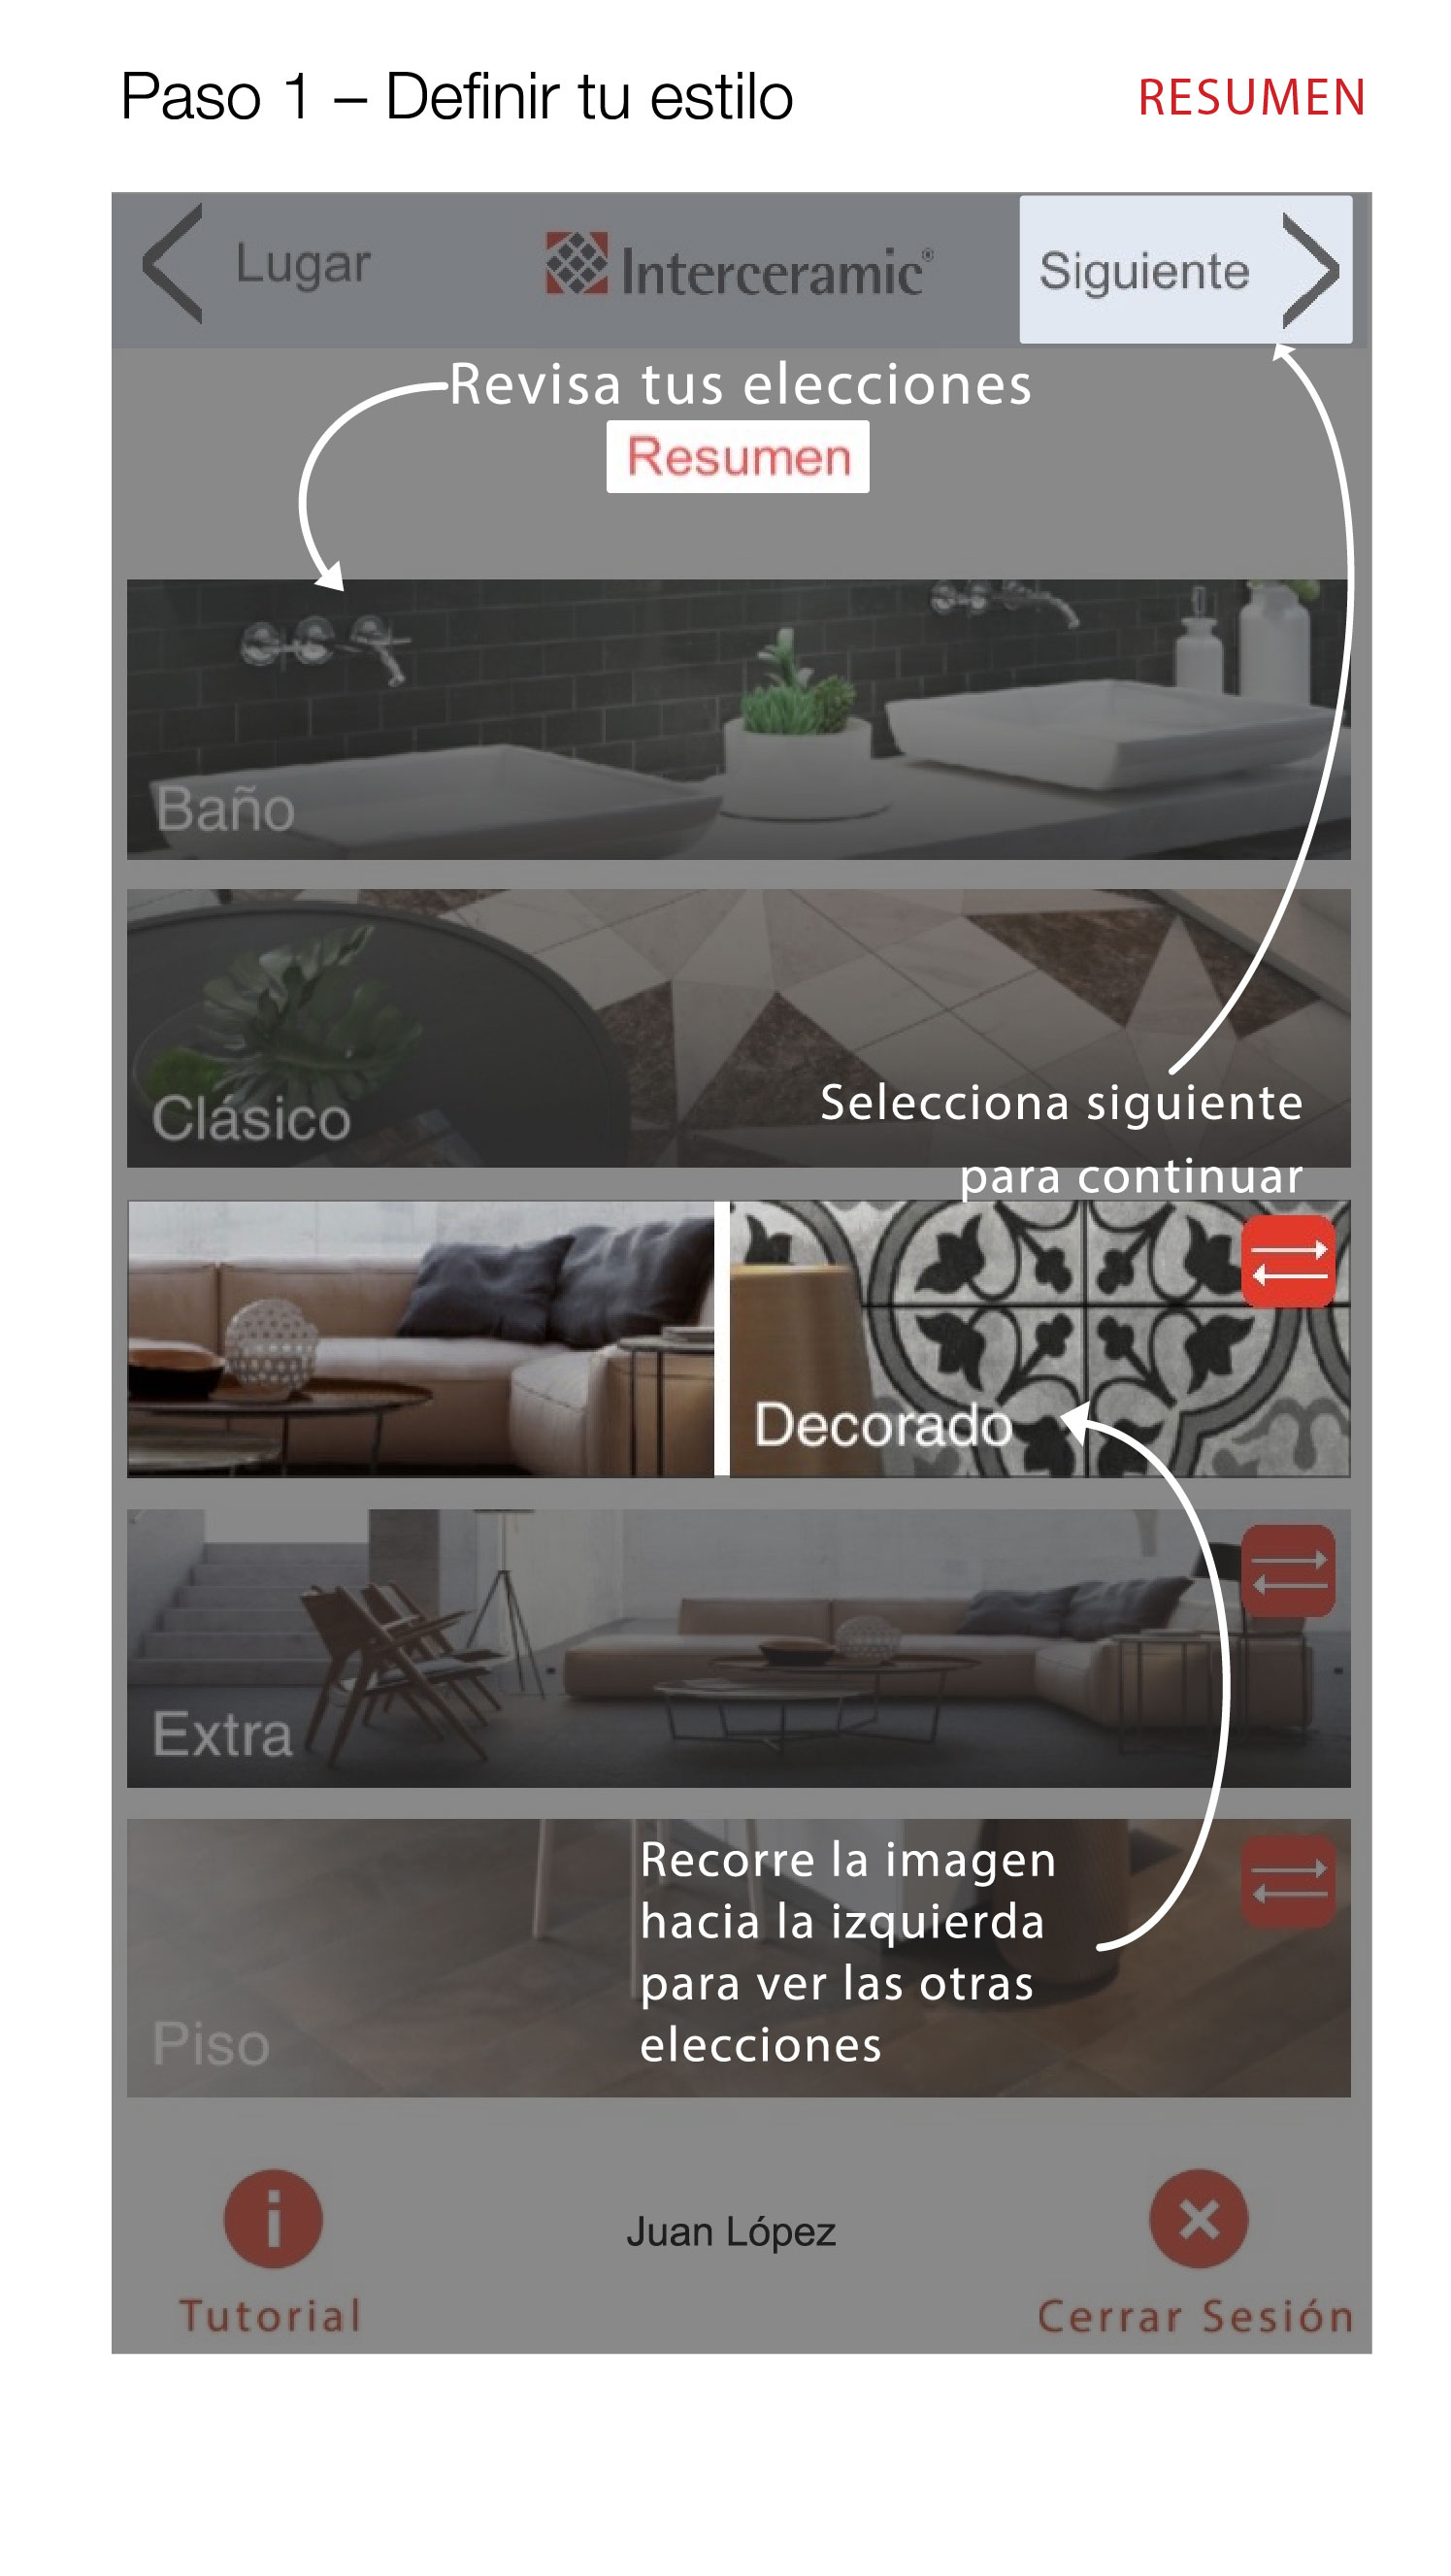 Paso 1 – Definir tu estilo
RESUMEN
Lugar
Interceramic®
Siguiente
Revisa tus elecciones
Resumen
Baño
Clásico
Selecciona siguiente
para continuar
Decorado
Extra
Recorre la imagen
hacia la izquierda
para ver las otras
elecciones
Piso
Juan López
Tutorial
Cerrar Sesión